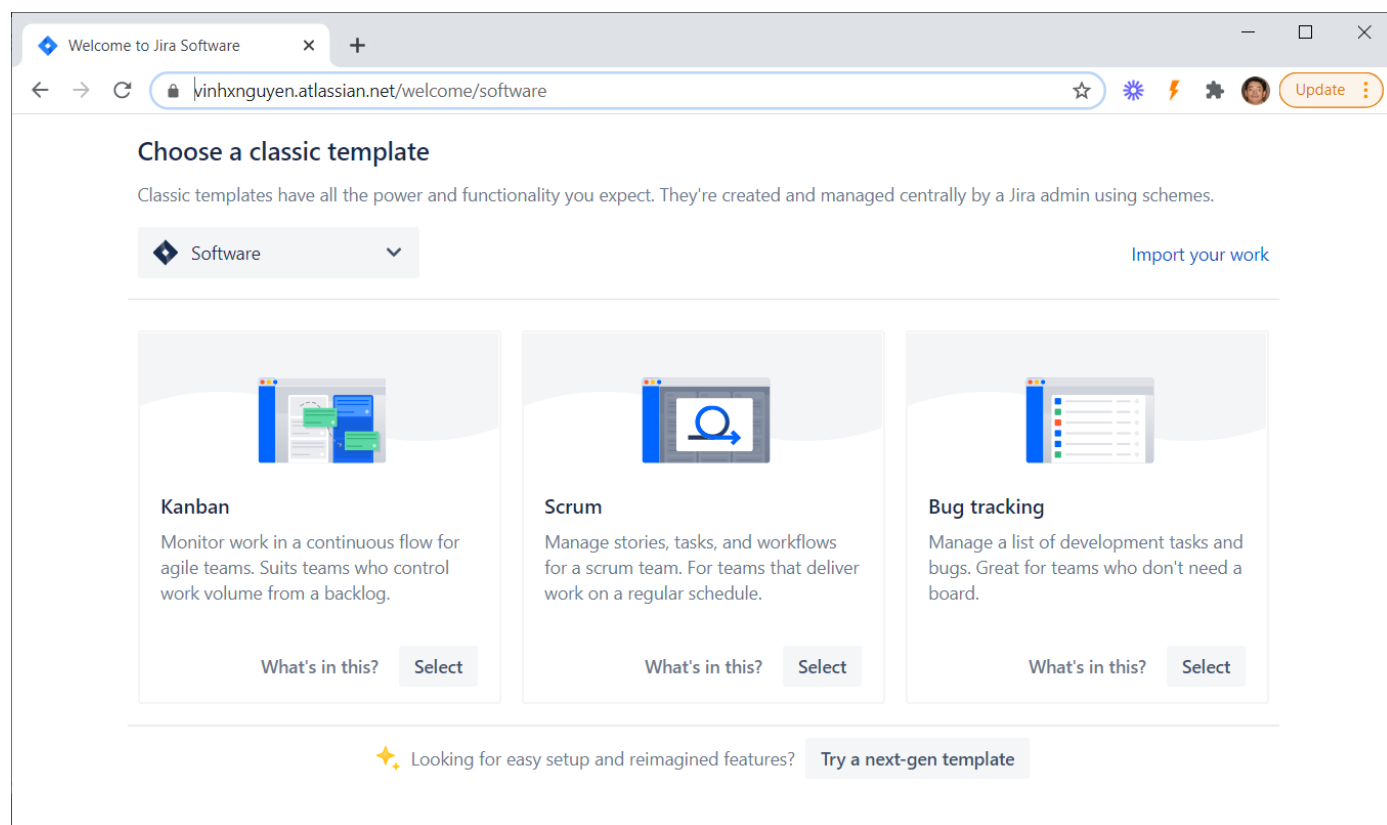 Welcome to Jira Software
vinhxnguyen.atlassian.net/welcome/software
Update
Choose a classic template
Classic templates have all the power and functionality you expect. They're created and managed centrally by a Jira admin using schemes.
Software
Import your work
Kanban
Monitor work in a continuous flow for
agile teams. Suits teams who control
work volume from a backlog.
What's in this?
Select
Scrum
Manage stories, tasks, and workflows
for a scrum team. For teams that deliver
work on a regular schedule.
What's in this?
Select
Bug tracking
Manage a list of development tasks and
bugs. Great for teams who don't need a
board.
What's in this?
Select
Looking for easy setup and reimagined features?
Try a next-gen template